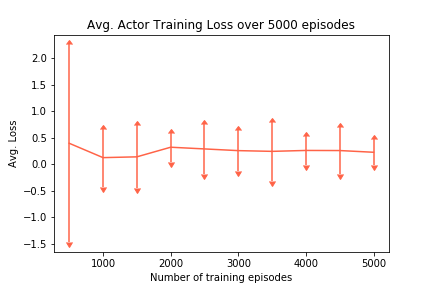 Avg. Actor Training Loss over 5000 episodes
Avg. Loss
2.0
1.5
1.0
0.5
0.0
−0.5
−1.0
−1.5
1000 2000 3000 4000 5000
Number of training episodes